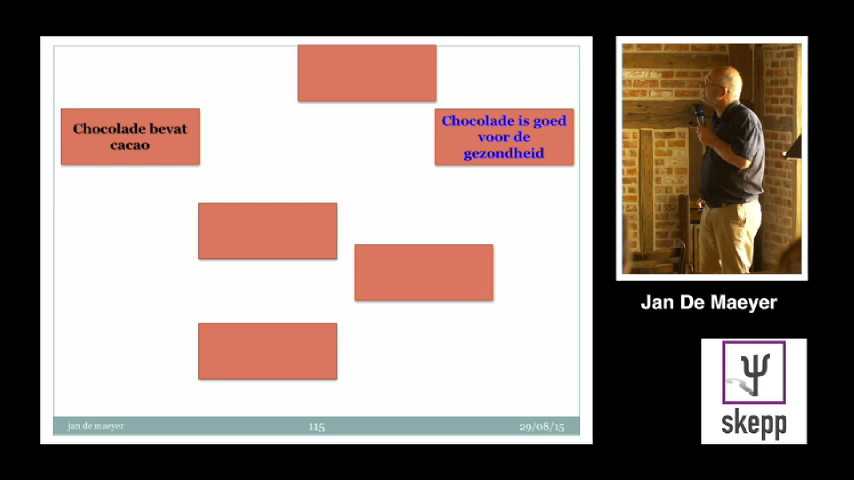 Chocolade bevat
cacao
Chocolade is goed
voor de
gezondheid
jan de maeyer
115
29/08/15
Jan De Maeyer
skepp